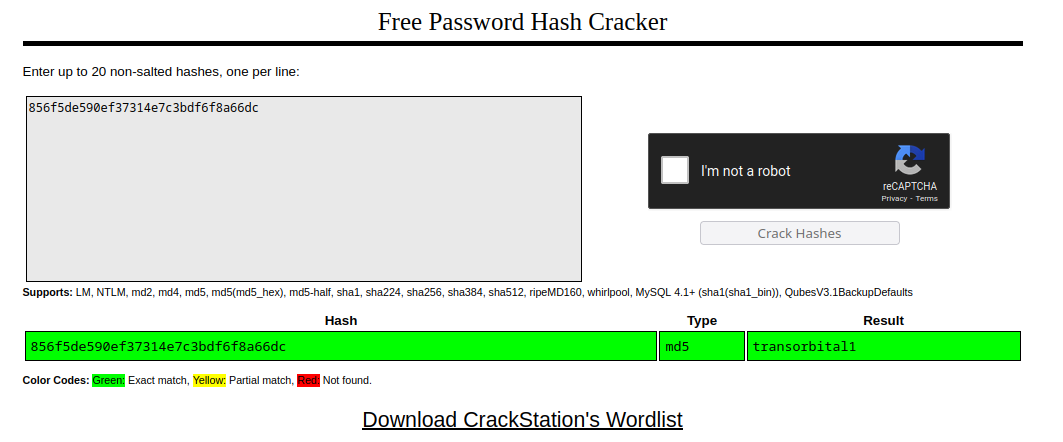 Free Password Hash Cracker
Enter up to 20 non-salted hashes, one per line:
856f5de590ef37314e7c3bdf6f8a66dc
I'm not a robot
reCAPTCHA
Privacy - Terms
Crack Hashes
Supports: LM, NTLM, md2, md4, md5, md5(md5_hex), md5-half, sha1, sha224, sha256, sha384, sha512, ripeMD160, whirlpool, MySQL 4.1+ (sha1(sha1_bin)), QubesV3.1BackupDefaults
Hash Type Result
856f5de590ef37314e7c3bdf6f8a66dc md5 transorbital1
Color Codes: Green: Exact match, Yellow: Partial match, Red: Not found.
Download CrackStation's Wordlist